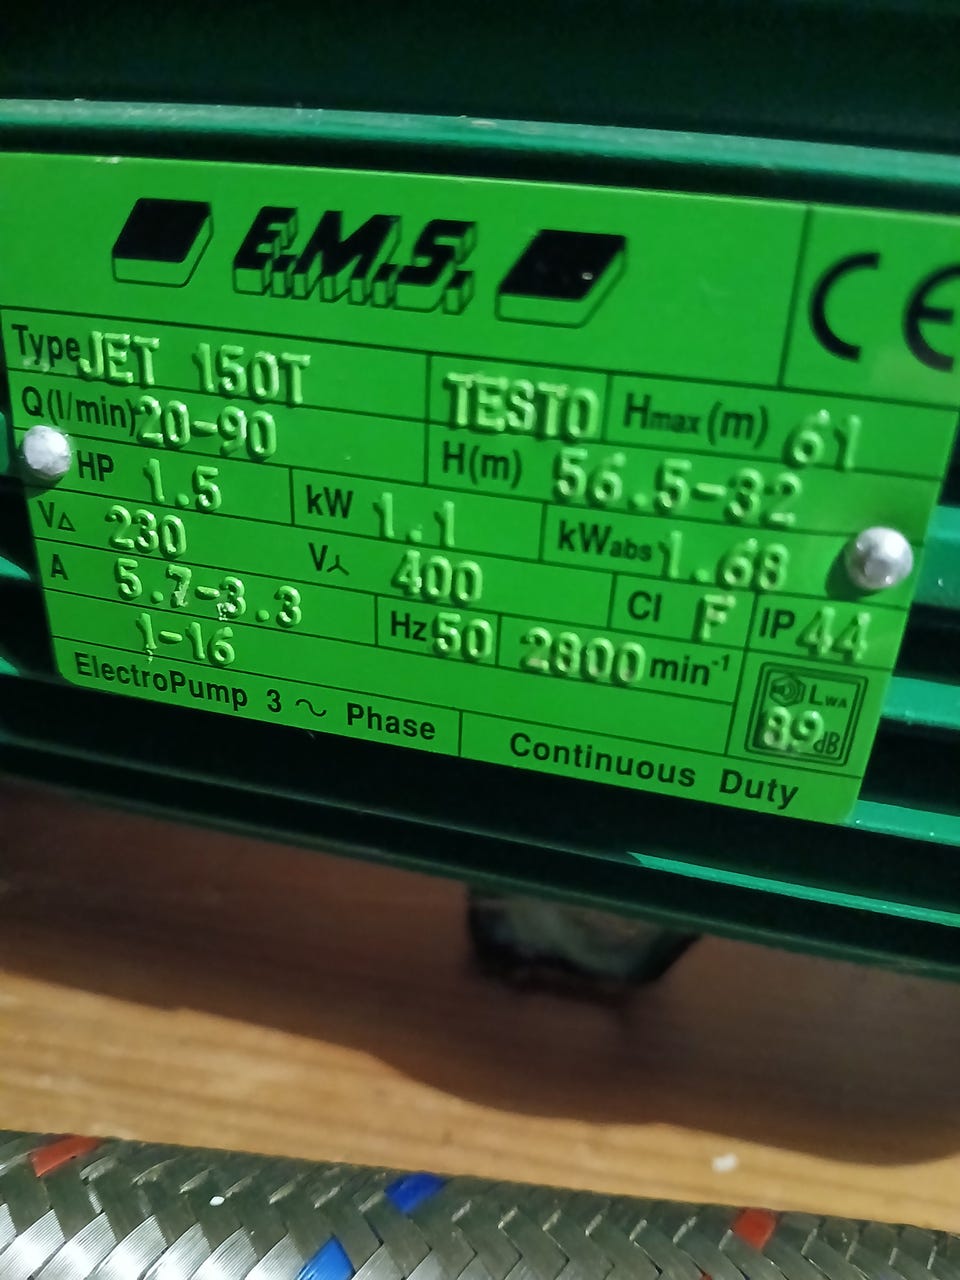 E.M.S.
CE
Type JET 150T TESTO Hmax (m) 61
Q(l/min) 20-90 H(m) 56.5-32
HP 1.5 kW 1.1 kWabs 1.68
V△ 230 V⅄ 400 Cl F IP 44
A 5.7-3.3 Hz 50 2800 min⁻¹
1-16 LWA 89 dB
ElectroPump 3 ~ Phase Continuous Duty